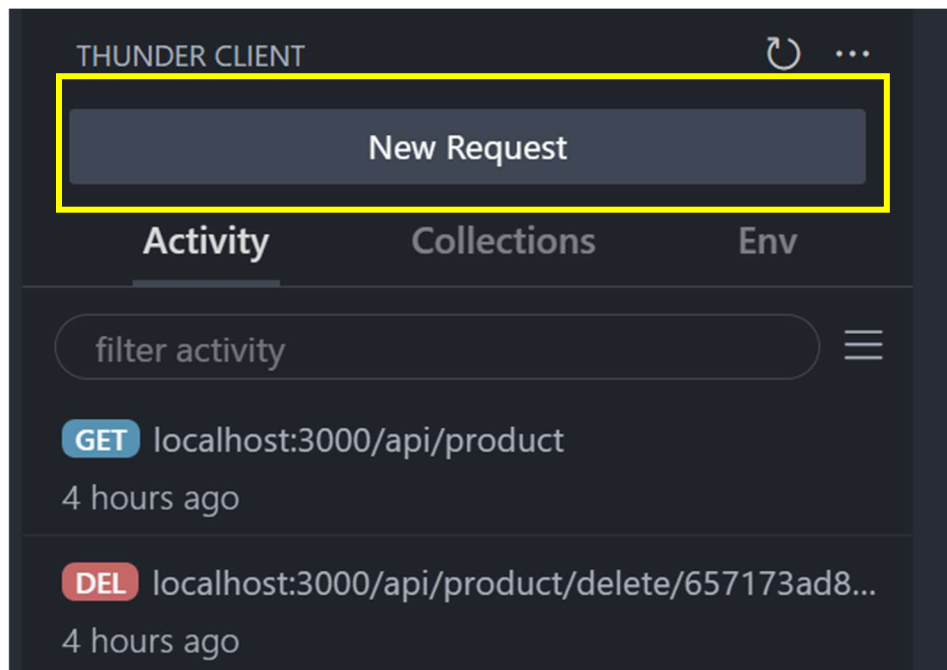 THUNDER CLIENT
New Request
Activity Collections Env
filter activity
GET localhost:3000/api/product
4 hours ago
DEL localhost:3000/api/product/delete/657173ad8...
4 hours ago